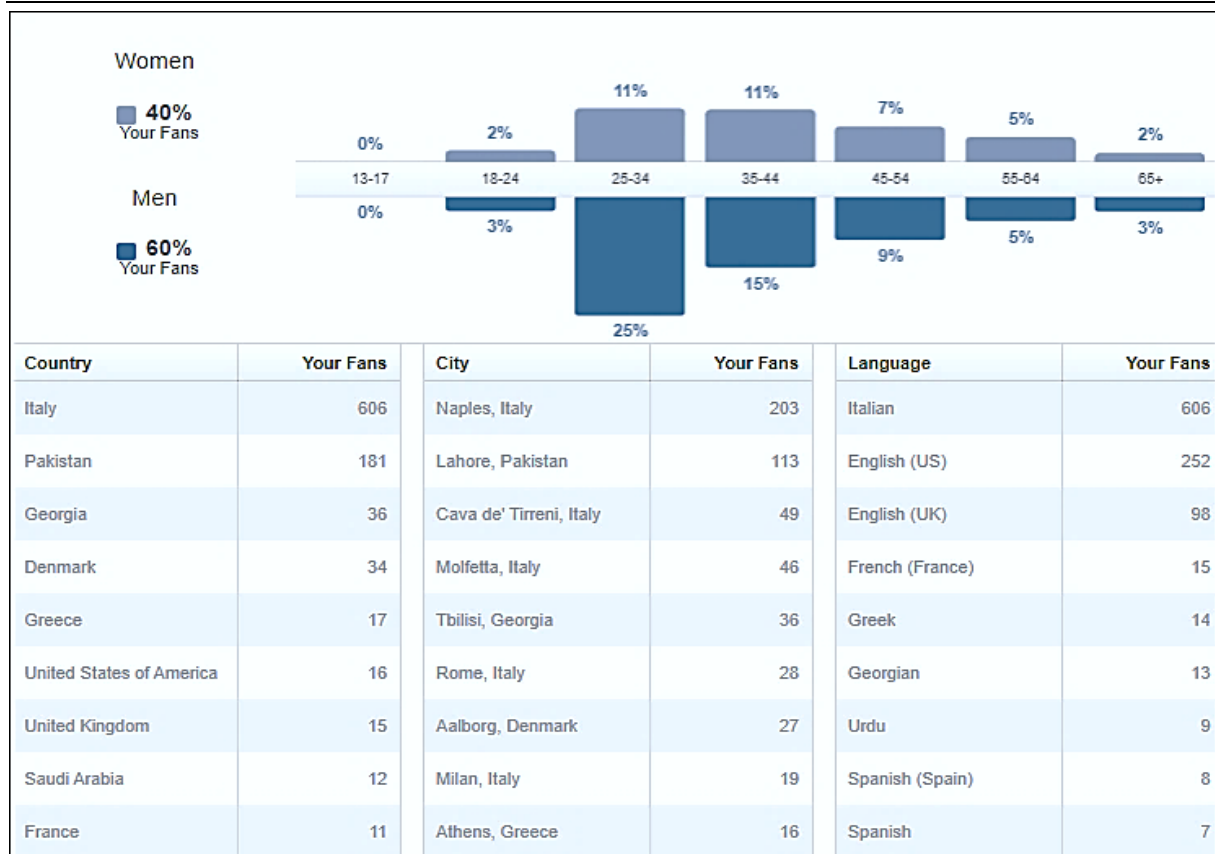 Women
40%
Your Fans
11% 11% 7% 5% 2%
0% 2%
13-17 18-24 25-34 35-44 45-54 55-64 65+
Men
0% 3% 25% 15% 9% 5% 3%
60%
Your Fans
Country Your Fans City Your Fans Language Your Fans
Italy 606 Naples, Italy 203 Italian 606
Pakistan 181 Lahore, Pakistan 113 English (US) 252
Georgia 36 Cava de' Tirreni, Italy 49 English (UK) 98
Denmark 34 Molfetta, Italy 46 French (France) 15
Greece 17 Tbilisi, Georgia 36 Greek 14
United States of America 16 Rome, Italy 28 Georgian 13
United Kingdom 15 Aalborg, Denmark 27 Urdu 9
Saudi Arabia 12 Milan, Italy 19 Spanish (Spain) 8
France 11 Athens, Greece 16 Spanish 7